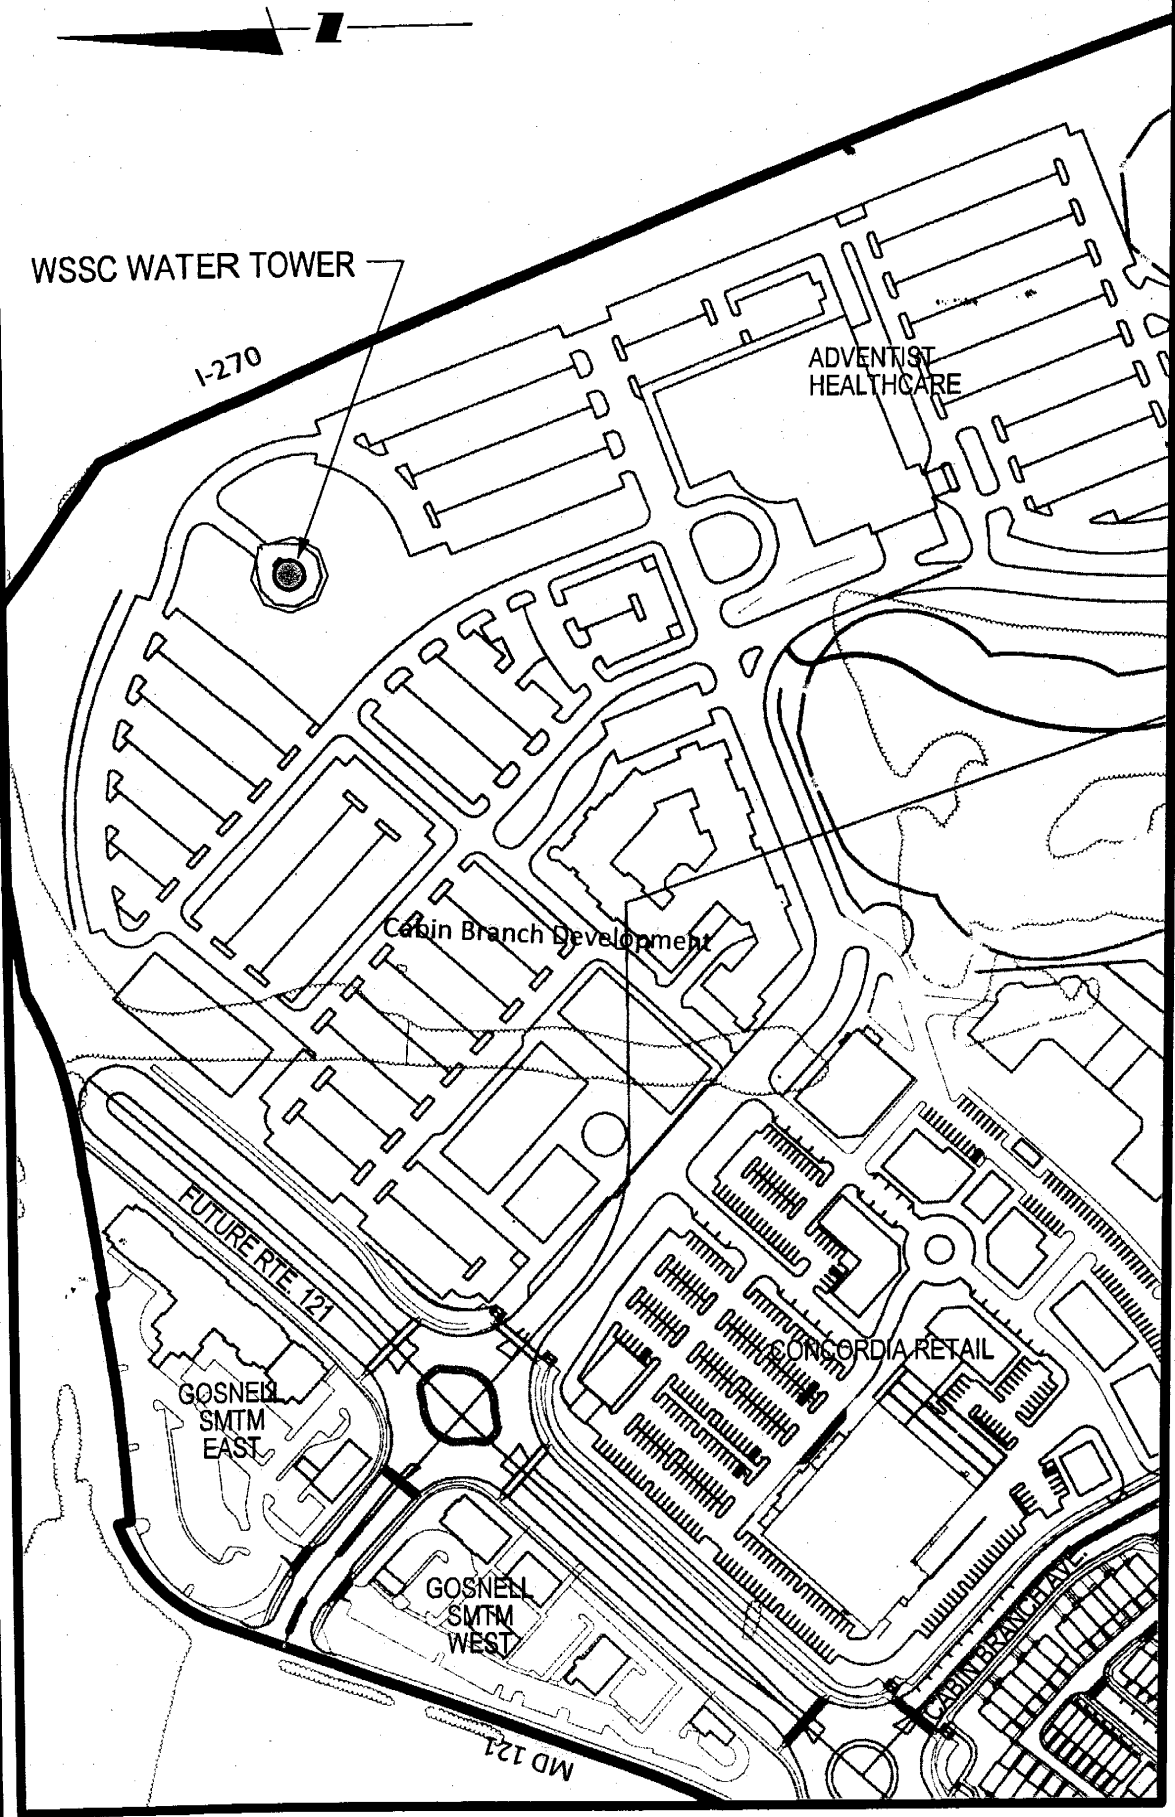 N
WSSC WATER TOWER
I-270
ADVENTIST
HEALTHCARE
Cabin Branch Development
FUTURE RTE. 121
CONCORDIA RETAIL
GOSNELL
SMTM
EAST
GOSNELL
SMTM
WEST
CABIN BRANCH AVE.
MD 121